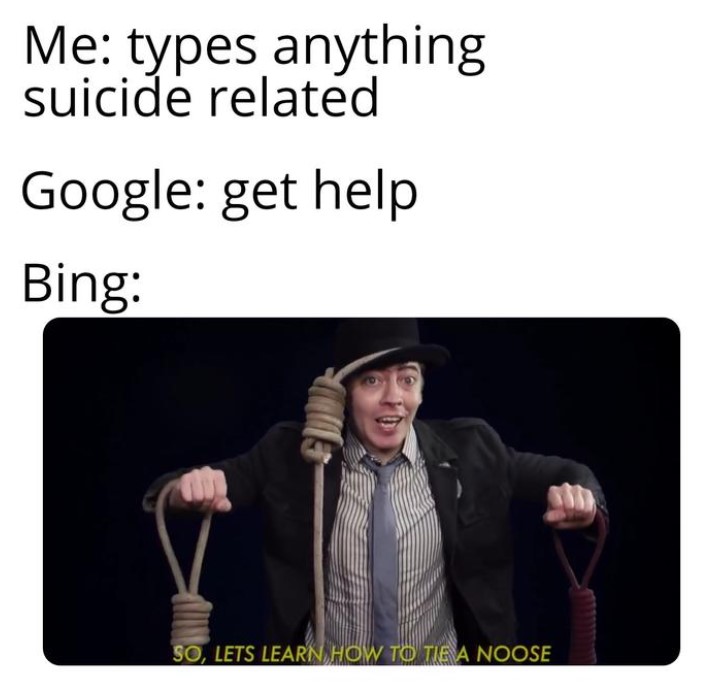 Me: types anything
suicide related
Google: get help
Bing:
SO, LETS LEARN HOW TO TIE A NOOSE